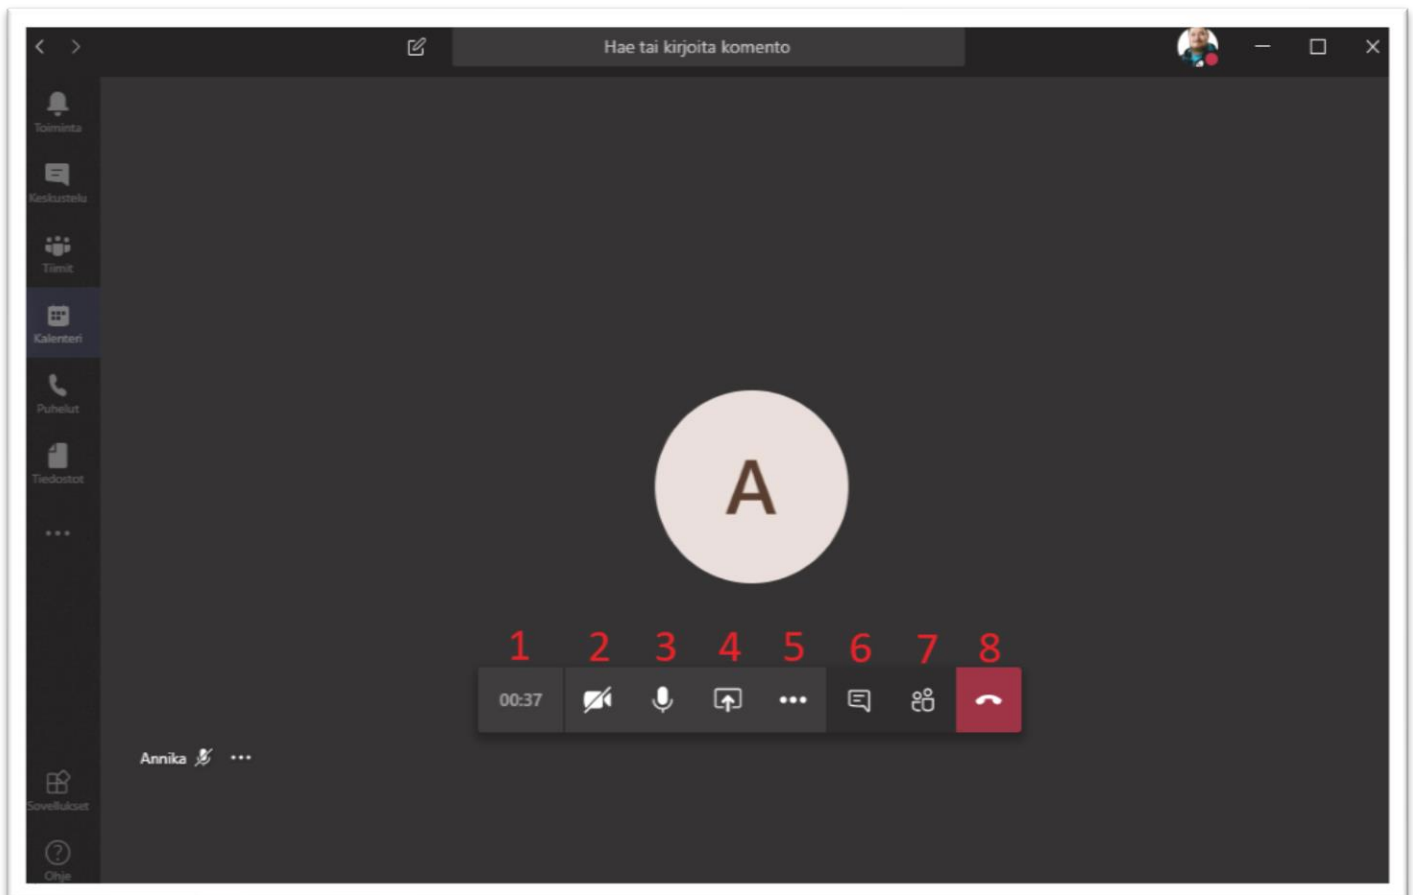 Hae tai kirjoita komento
Toiminta
Keskustelu
Tiimit
Kalenteri
Puhelut
Tiedostot
A
1 2 3 4 5 6 7 8
00:37
Annika
Sovellukset
Ohje